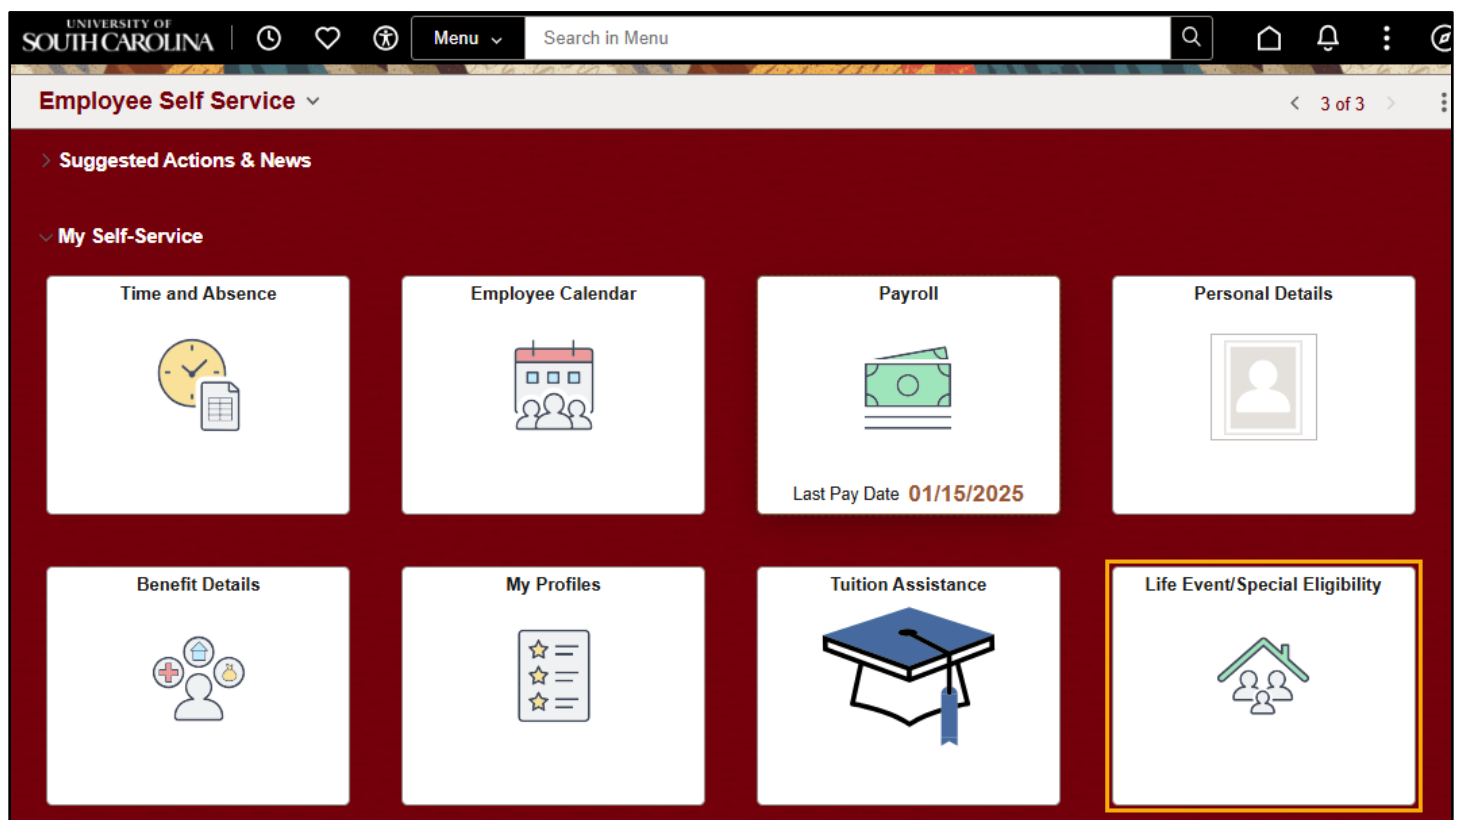 UNIVERSITY OF
SOUTH CAROLINA
Menu
Search in Menu
Employee Self Service
3 of 3
Suggested Actions & News
My Self-Service
Time and Absence
Employee Calendar
Payroll
Personal Details
Last Pay Date 01/15/2025
Benefit Details
My Profiles
Tuition Assistance
Life Event/Special Eligibility